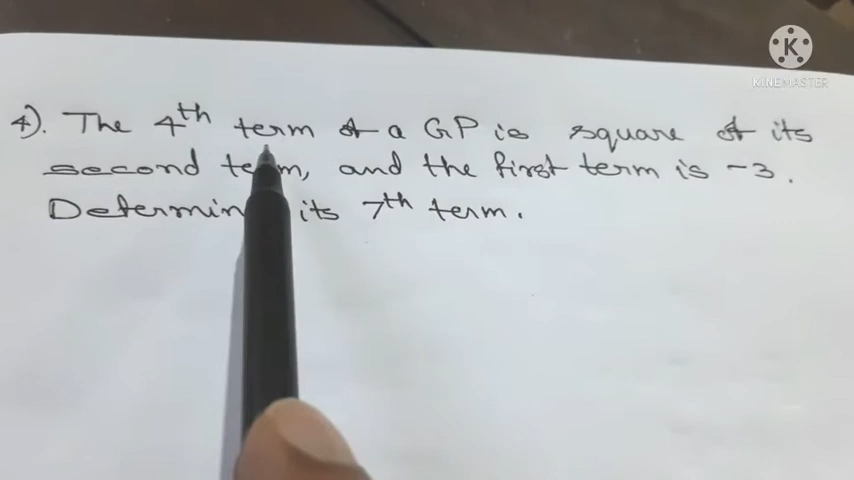 4). The 4th term of a GP is square of its
second term, and the first term is -3.
Determin its 7th term.
K
KINEMASTER